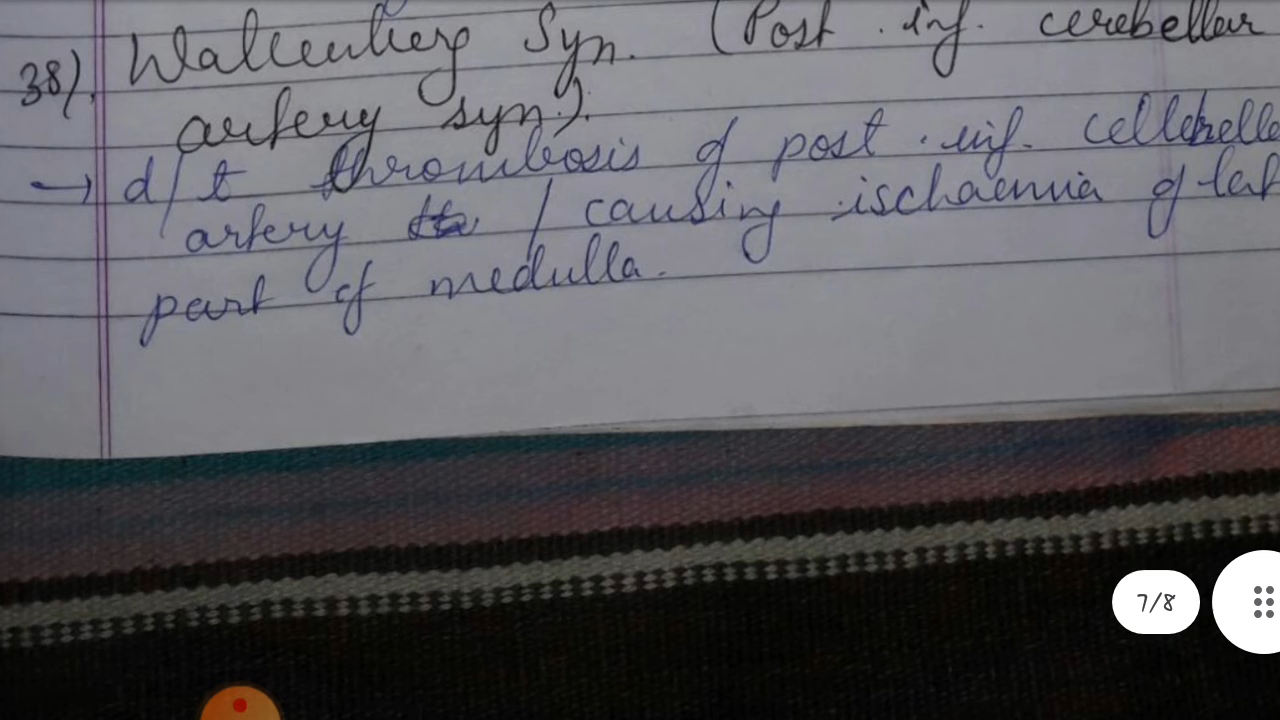 38). Wallenberg Syn. (Post. inf. cerebellar
artery syn).
→ d/t thrombosis of post. inf. cellebella
artery / causing ischaemia of lat
part of medulla.
7/8